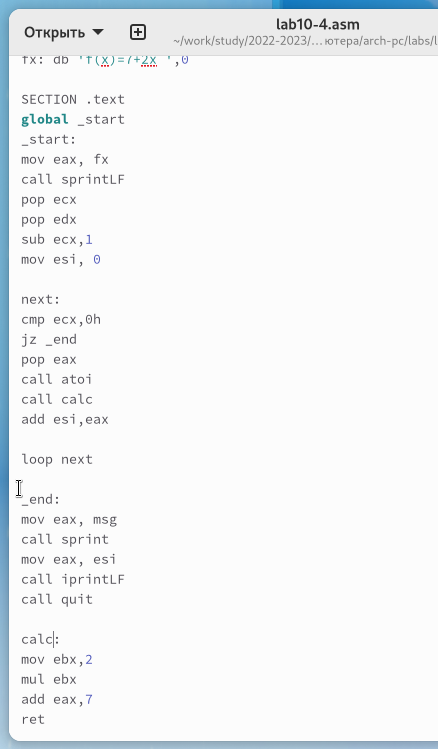 Открыть
lab10-4.asm
~/work/study/2022-2023/…ютера/arch-pc/labs/l
fx: db 'f(x)=7+2x ',0
SECTION .text
global _start
_start:
mov eax, fx
call sprintLF
pop ecx
pop edx
sub ecx,1
mov esi, 0
next:
cmp ecx,0h
jz _end
pop eax
call atoi
call calc
add esi,eax
loop next
_end:
mov eax, msg
call sprint
mov eax, esi
call iprintLF
call quit
calc:
mov ebx,2
mul ebx
add eax,7
ret